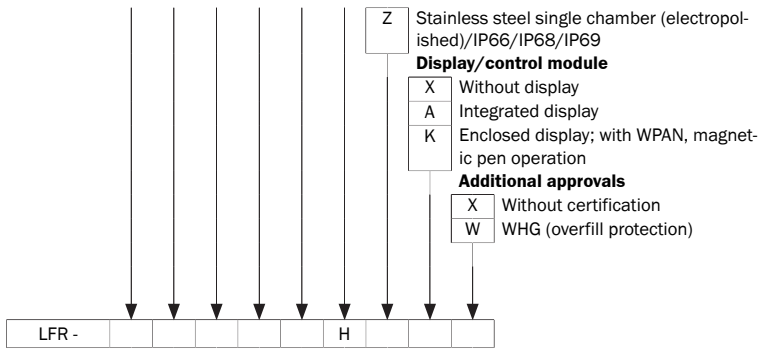 Z Stainless steel single chamber (electropol-
ished)/IP66/IP68/IP69
Display/control module
X Without display
A Integrated display
K Enclosed display; with WPAN, magnet-
ic pen operation
Additional approvals
X Without certification
W WHG (overfill protection)
LFR - H